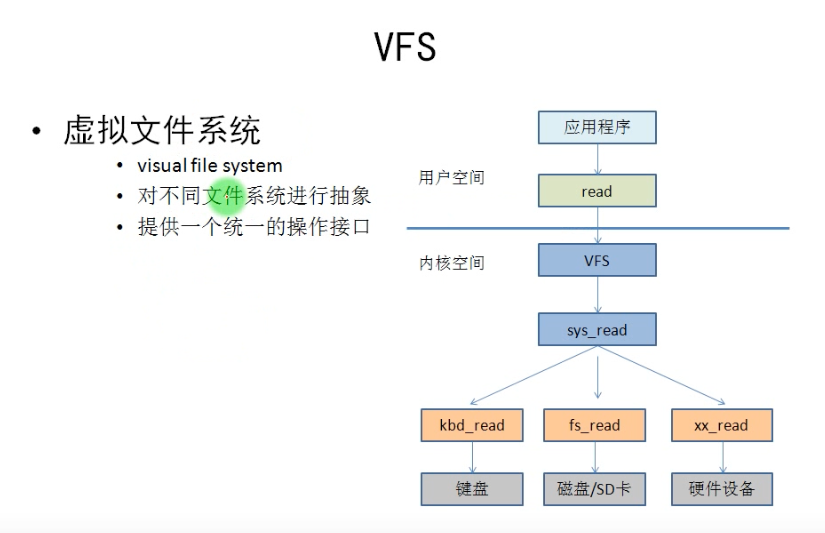 VFS
• 虚拟文件系统
• visual file system
• 对不同文件系统进行抽象
• 提供一个统一的操作接口
应用程序
用户空间
read
内核空间
VFS
sys_read
kbd_read
fs_read
xx_read
键盘
磁盘/SD卡
硬件设备